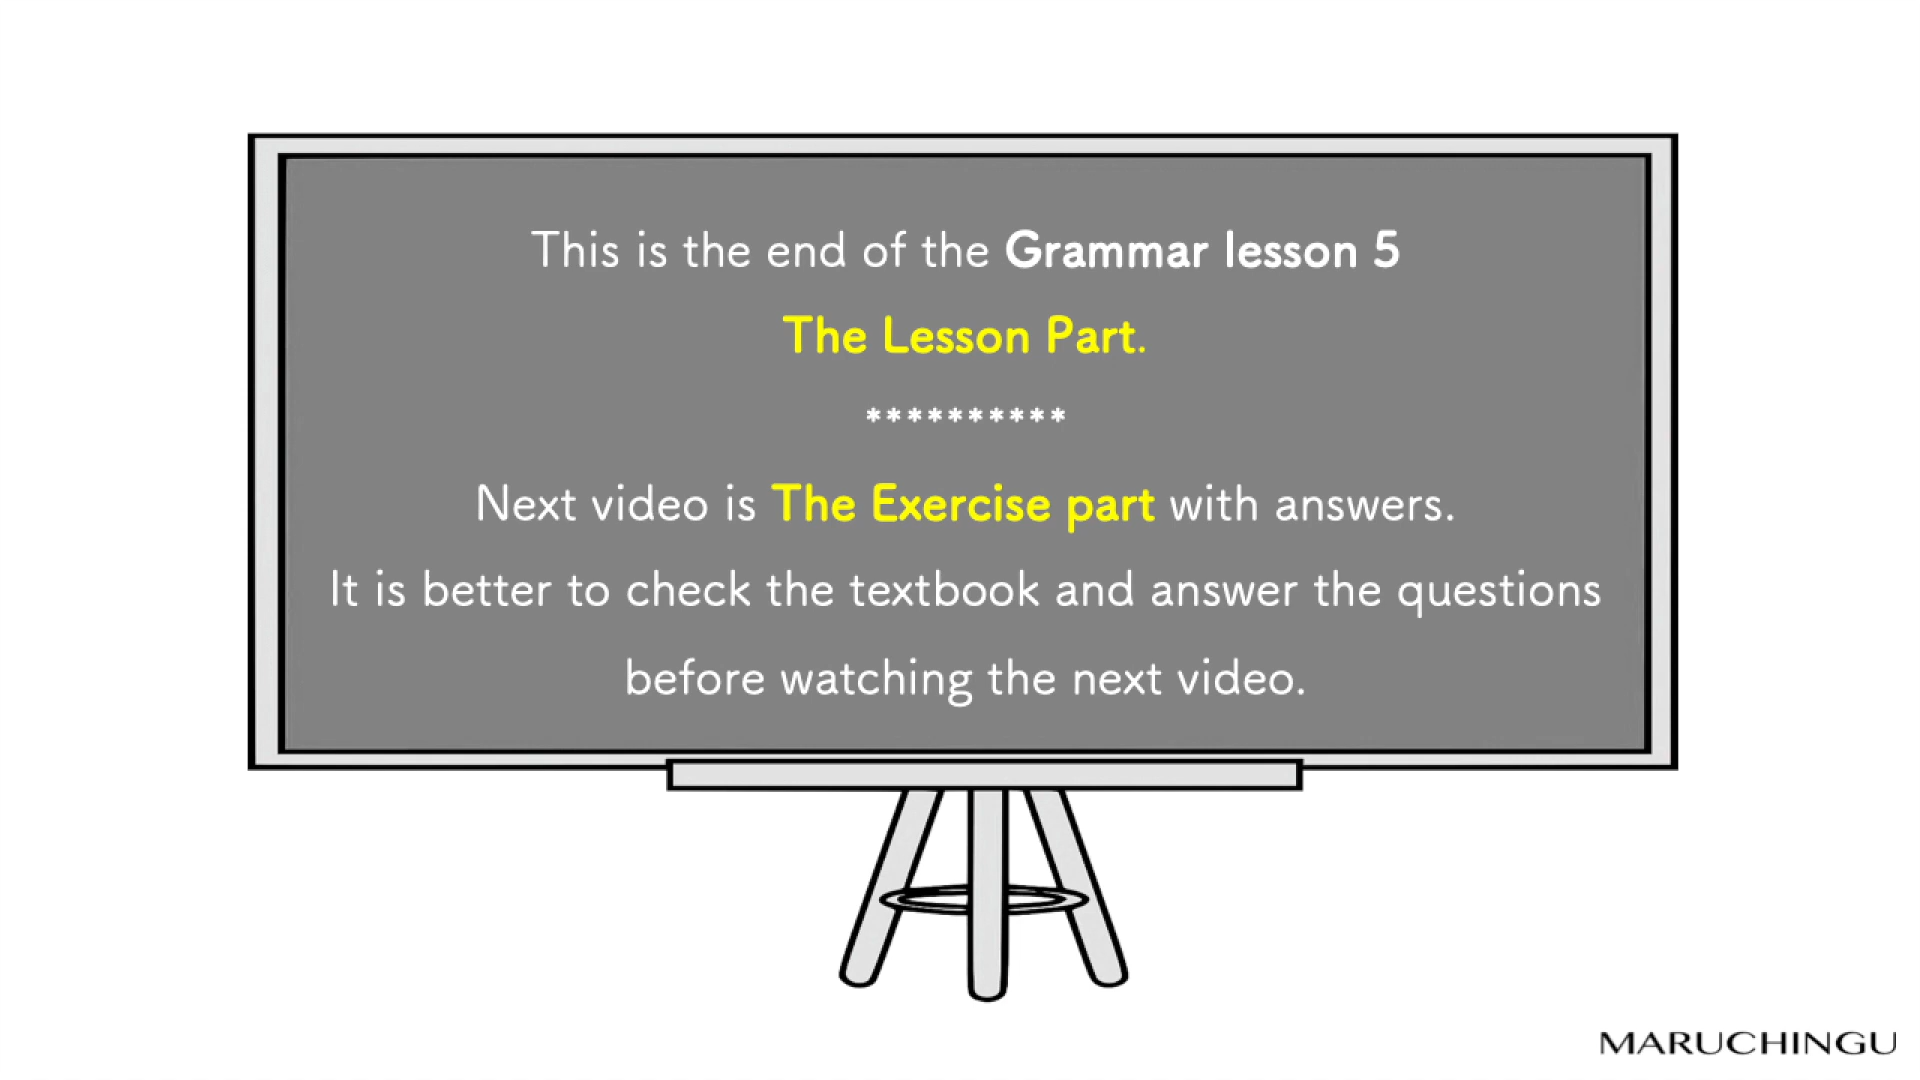 This is the end of the Grammar lesson 5
The Lesson Part.
**********
Next video is The Exercise part with answers.
It is better to check the textbook and answer the questions
before watching the next video.
MARUCHINGU